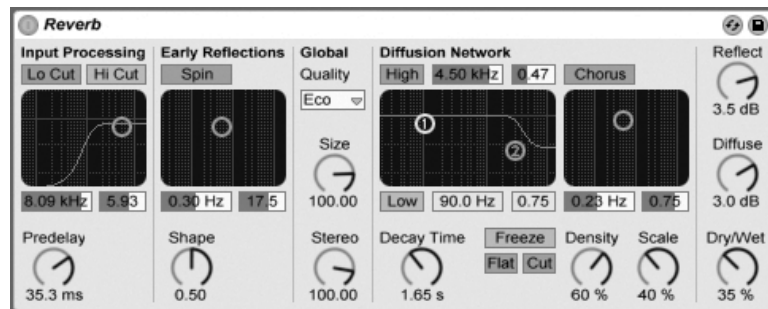 Reverb
Input Processing
Lo Cut Hi Cut
8.09 kHz 5.93
Predelay
35.3 ms
Early Reflections
Spin
0.30 Hz 17.5
Shape
0.50
Global
Quality
Eco
Size
100.00
Stereo
100.00
Diffusion Network
High 4.50 kHz 0.47 Chorus
1
2
Low 90.0 Hz 0.75 0.23 Hz 0.75
Decay Time
1.65 s
Freeze
Flat Cut
Density
60 %
Scale
40 %
Reflect
3.5 dB
Diffuse
3.0 dB
Dry/Wet
35 %